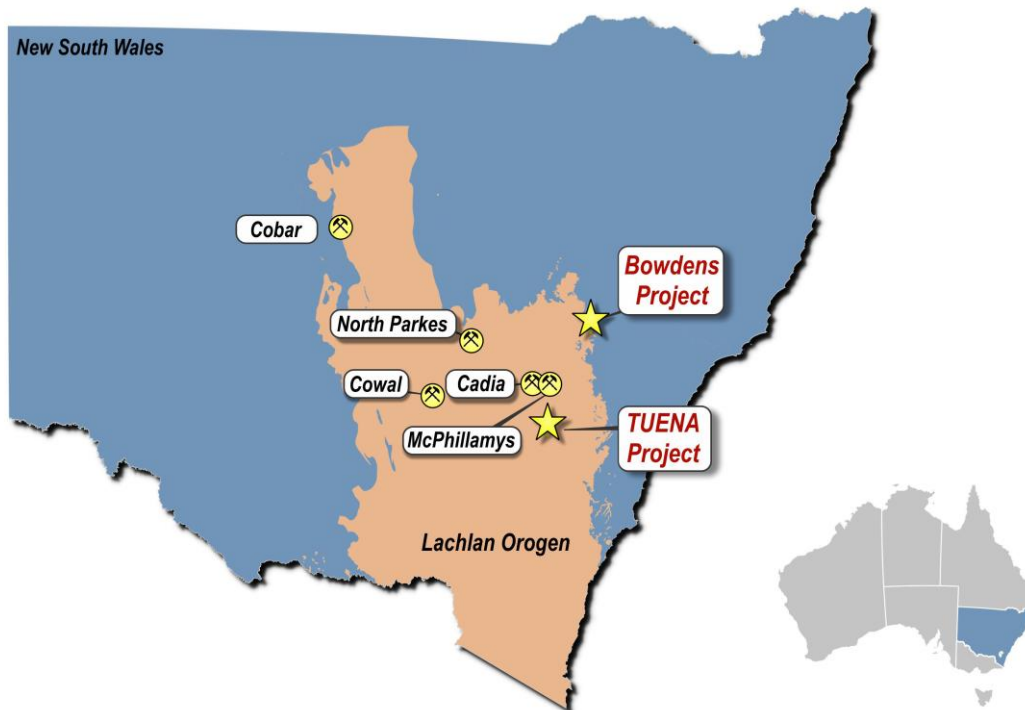 New South Wales
Cobar
Bowdens
Project
North Parkes
Cowal
Cadia
McPhillamys
TUENA
Project
Lachlan Orogen